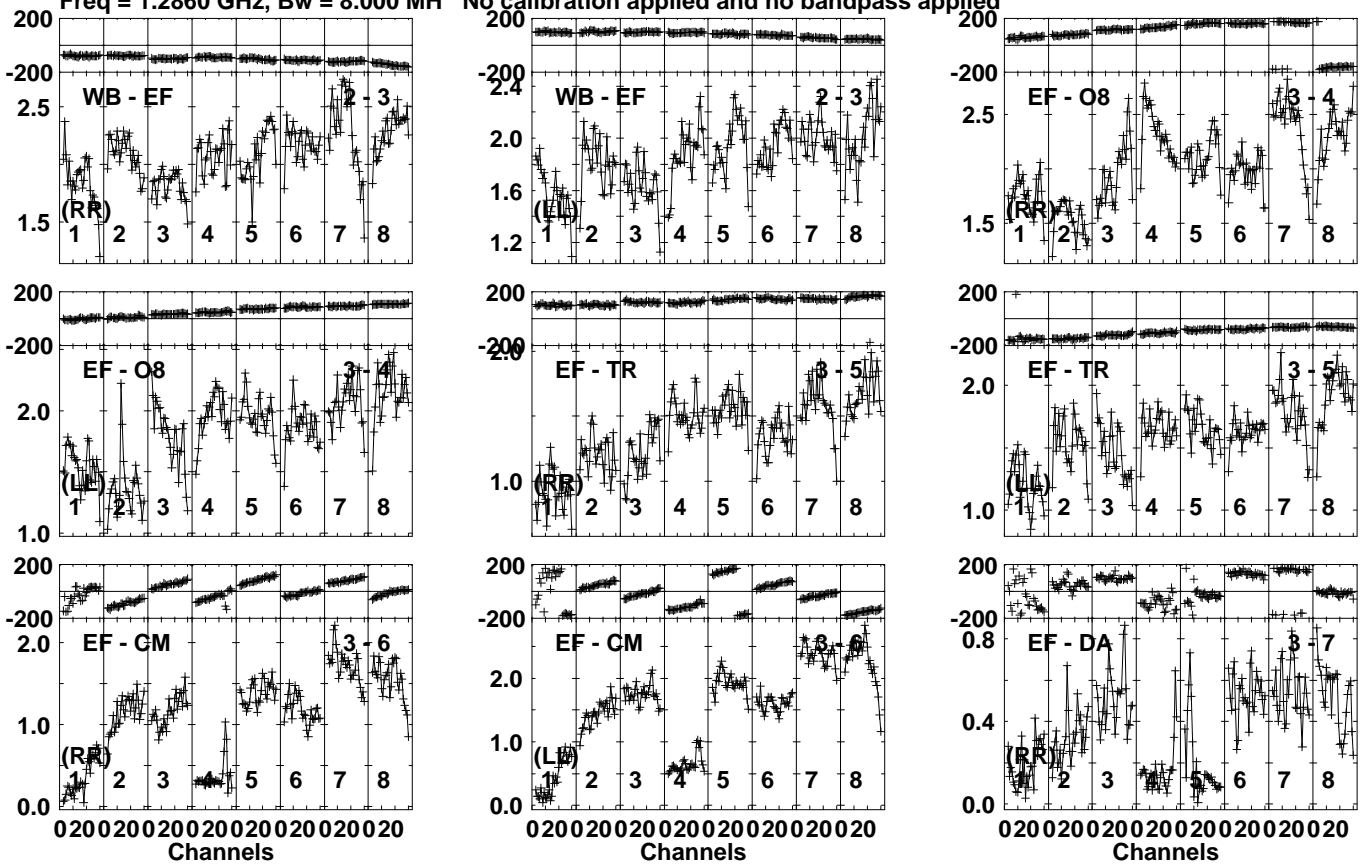 Freq = 1.2860 GHz, Bw = 8.000 MH No calibration applied and no bandpass applied
200 200 200
-200 -200 -200
WB - EF 2 - 3 WB - EF 2 - 3 EF - O8 3 - 4
2.5 2.4 2.5
2.0
1.6
1.5 1.2 1.5
(RR) (LL) (RR)
1 2 3 4 5 6 7 8 1 2 3 4 5 6 7 8 1 2 3 4 5 6 7 8
200 200 200
-200 -200 -200
2.0
EF - O8 3 - 4 EF - TR 3 - 5 EF - TR 3 - 5
2.0 2.0
1.0 1.0 1.0
(LL) (RR) (LL)
1 2 3 4 5 6 7 8 1 2 3 4 5 6 7 8 1 2 3 4 5 6 7 8
200 200 200
-200 -200 -200
EF - CM 3 - 6 EF - CM 3 - 6 EF - DA 3 - 7
2.0 2.0 0.8
1.0 1.0 0.4
(RR) (LL) (RR)
1 2 3 4 5 6 7 8 1 2 3 4 5 6 7 8 1 2 3 4 5 6 7 8
0.0 0.0 0.0
0 20 0 20 0 20 0 20 0 20 0 20 0 20 0 20 0 20 0 20 0 20 0 20 0 20 0 20 0 20 0 20 0 20 0 20 0 20 0 20 0 20 0 20 0 20 0 20
Channels Channels Channels